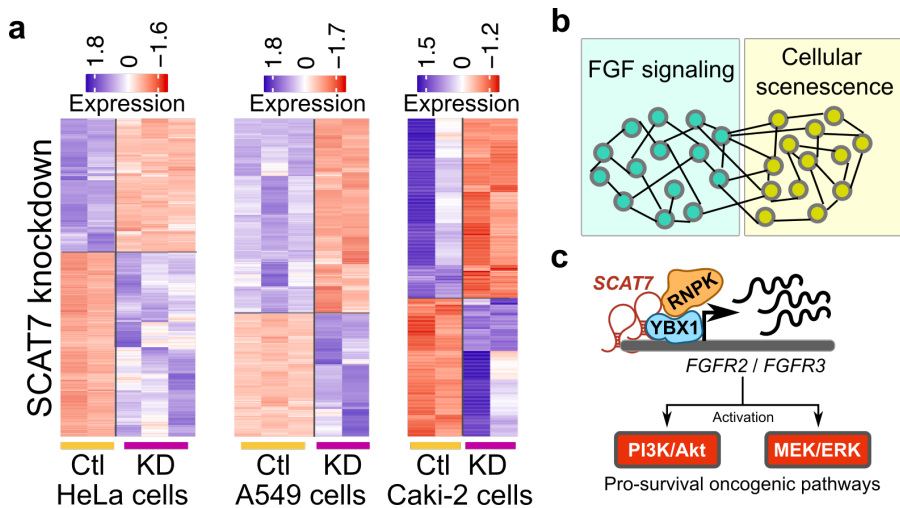 a
1.8
0
-1.6
Expression
1.8
0
-1.7
Expression
1.5
0
-1.2
Expression
SCAT7 knockdown
Ctl
KD
HeLa cells
Ctl
KD
A549 cells
Ctl
KD
Caki-2 cells
b
FGF signaling
Cellular
scenescence
c
SCAT7
RNPK
YBX1
FGFR2 / FGFR3
Activation
PI3K/Akt
MEK/ERK
Pro-survival oncogenic pathways